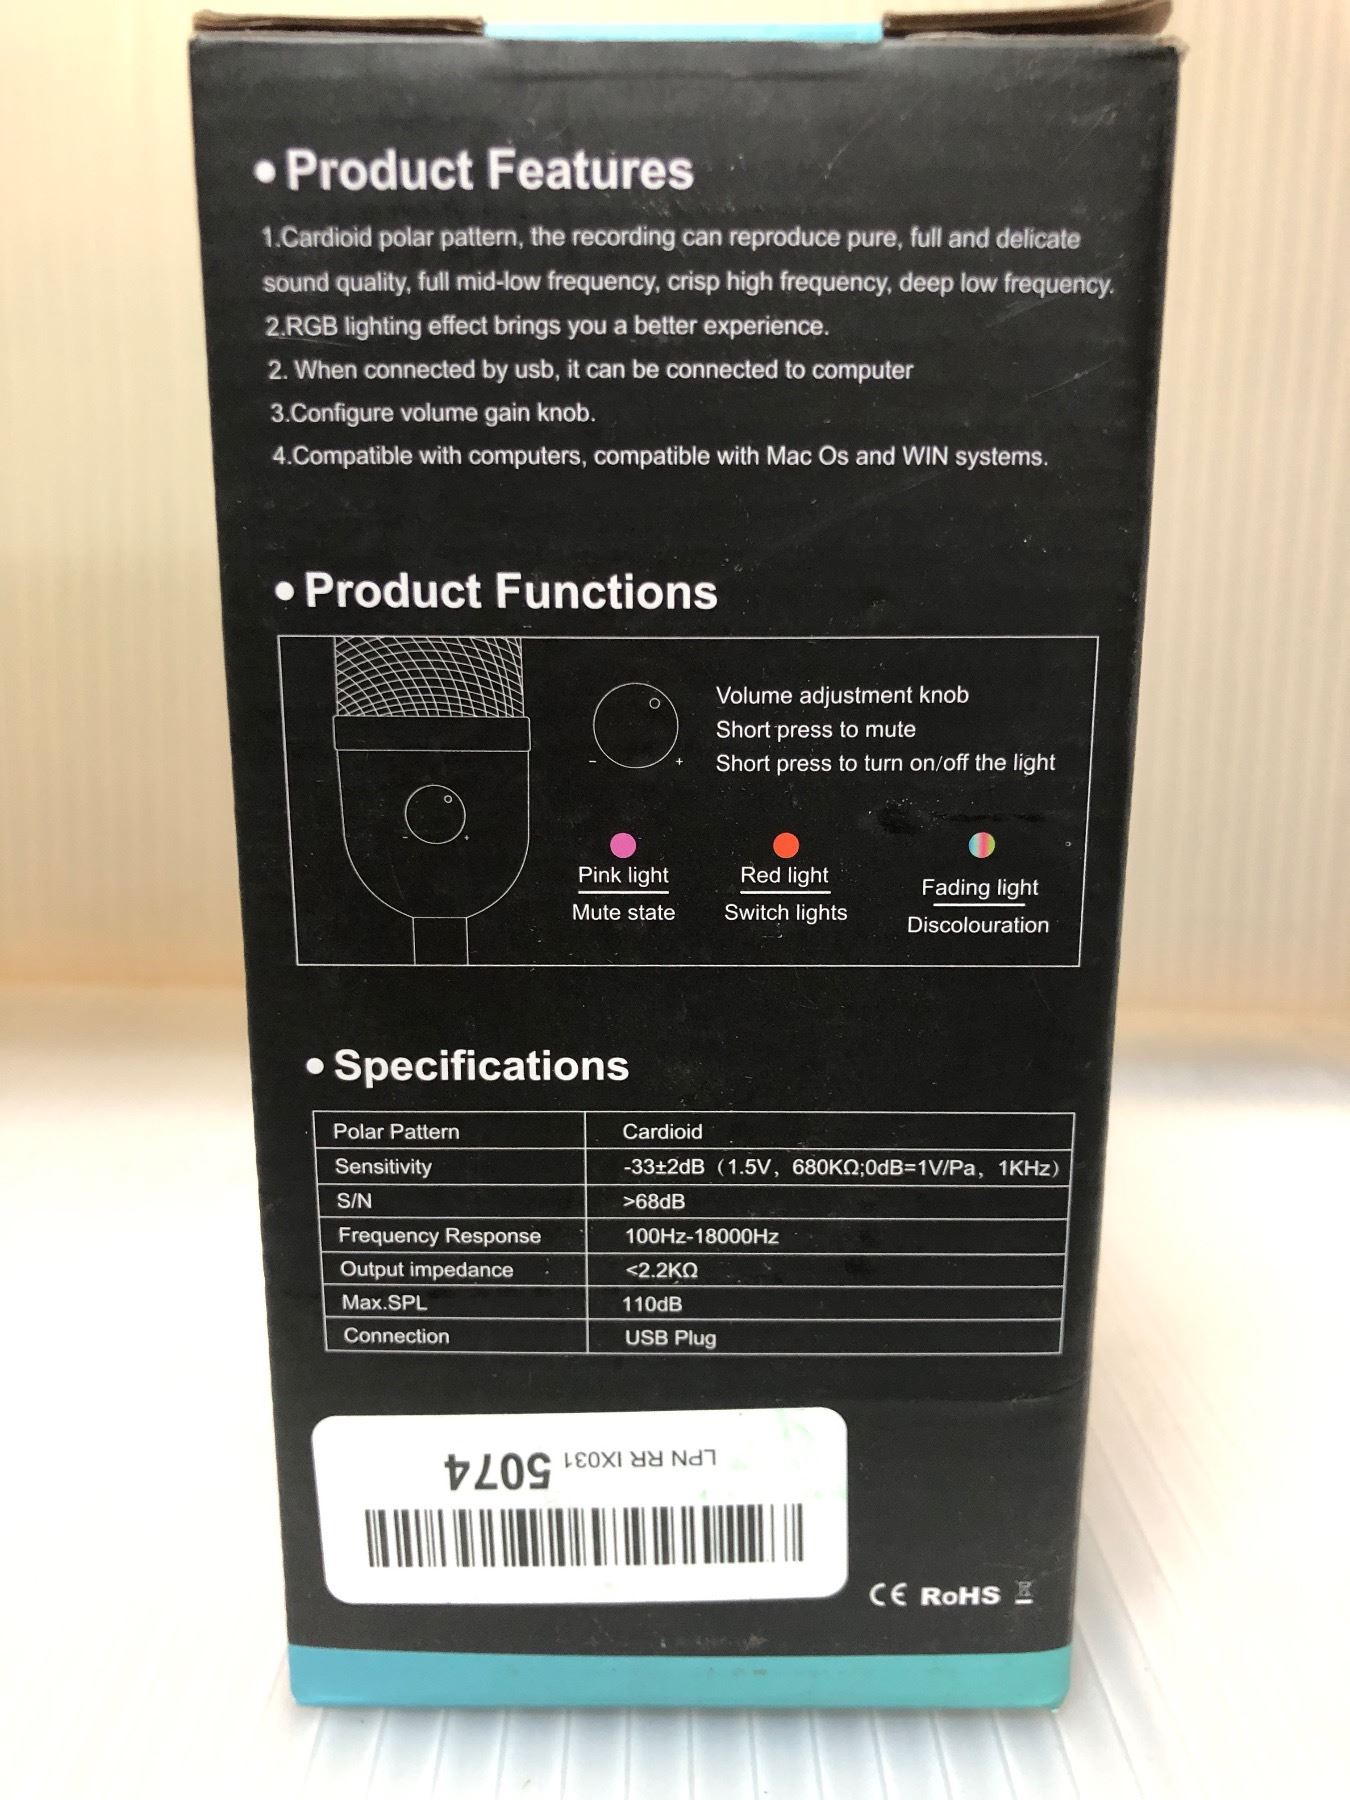 • Product Features
1.Cardioid polar pattern, the recording can reproduce pure, full and delicate
sound quality, full mid-low frequency, crisp high frequency, deep low frequency.
2.RGB lighting effect brings you a better experience.
2. When connected by usb, it can be connected to computer
3.Configure volume gain knob.
4.Compatible with computers, compatible with Mac Os and WIN systems.
• Product Functions
Volume adjustment knob
Short press to mute
- +
Short press to turn on/off the light
- +
Pink light
Mute state
Red light
Switch lights
Fading light
Discolouration
• Specifications
Polar Pattern Cardioid
Sensitivity -33±2dB（1.5V，680KΩ;0dB=1V/Pa，1KHz）
S/N >68dB
Frequency Response 100Hz-18000Hz
Output impedance <2.2KΩ
Max.SPL 110dB
Connection USB Plug
LPN RR IX031 5074
CE RoHS